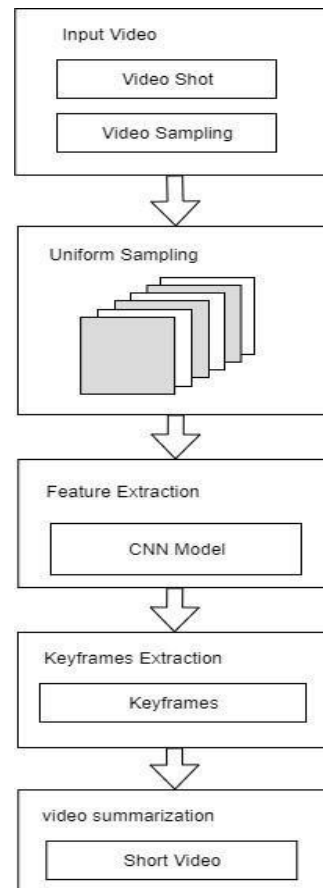 Input Video
Video Shot
Video Sampling
Uniform Sampling
Feature Extraction
CNN Model
Keyframes Extraction
Keyframes
video summarization
Short Video